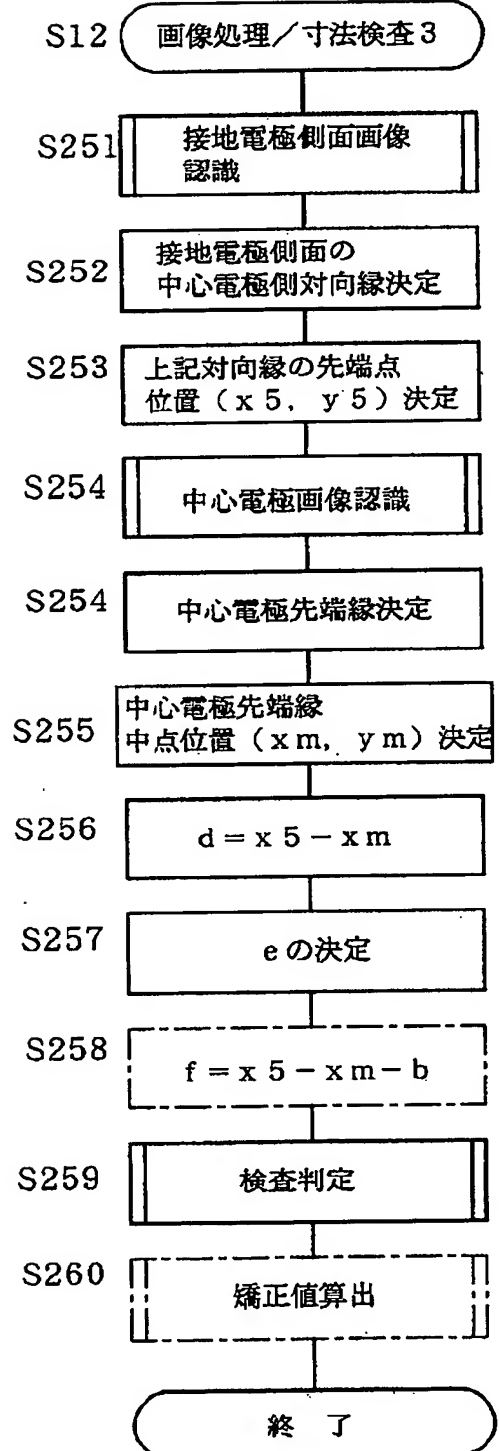 S12 画像処理／寸法検査３
S251 接地電極側面画像
認識
S252 接地電極側面の
中心電極側対向縁決定
S253 上記対向縁の先端点
位置（ｘ５，ｙ５）決定
S254 中心電極画像認識
S254 中心電極先端縁決定
S255 中心電極先端縁
中点位置（ｘｍ，ｙｍ）決定
S256 ｄ＝ｘ５－ｘｍ
S257 ｅの決定
S258 ｆ＝ｘ５－ｘｍ－ｂ
S259 検査判定
S260 矯正値算出
終 了